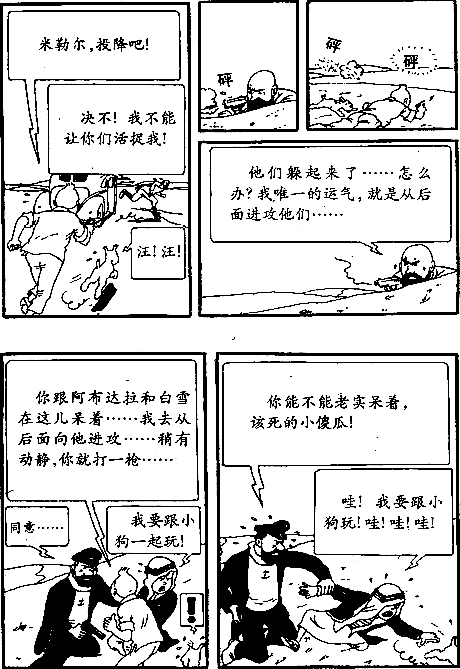 米勒尔,投降吧!
决不! 我不能
让你们活捉我!
汪! 汪!
砰
砰
砰
他们躲起来了……怎么
办?我唯一的运气,就是从后
面进攻他们……
你跟阿布达拉和白雪
在这儿呆着……我去从
后面向他进攻……稍有
动静,你就打一枪……
同意……
我要跟小
狗一起玩!
!
你能不能老实呆着,
该死的小傻瓜!
哇! 我要跟小
狗玩!哇!哇!哇!